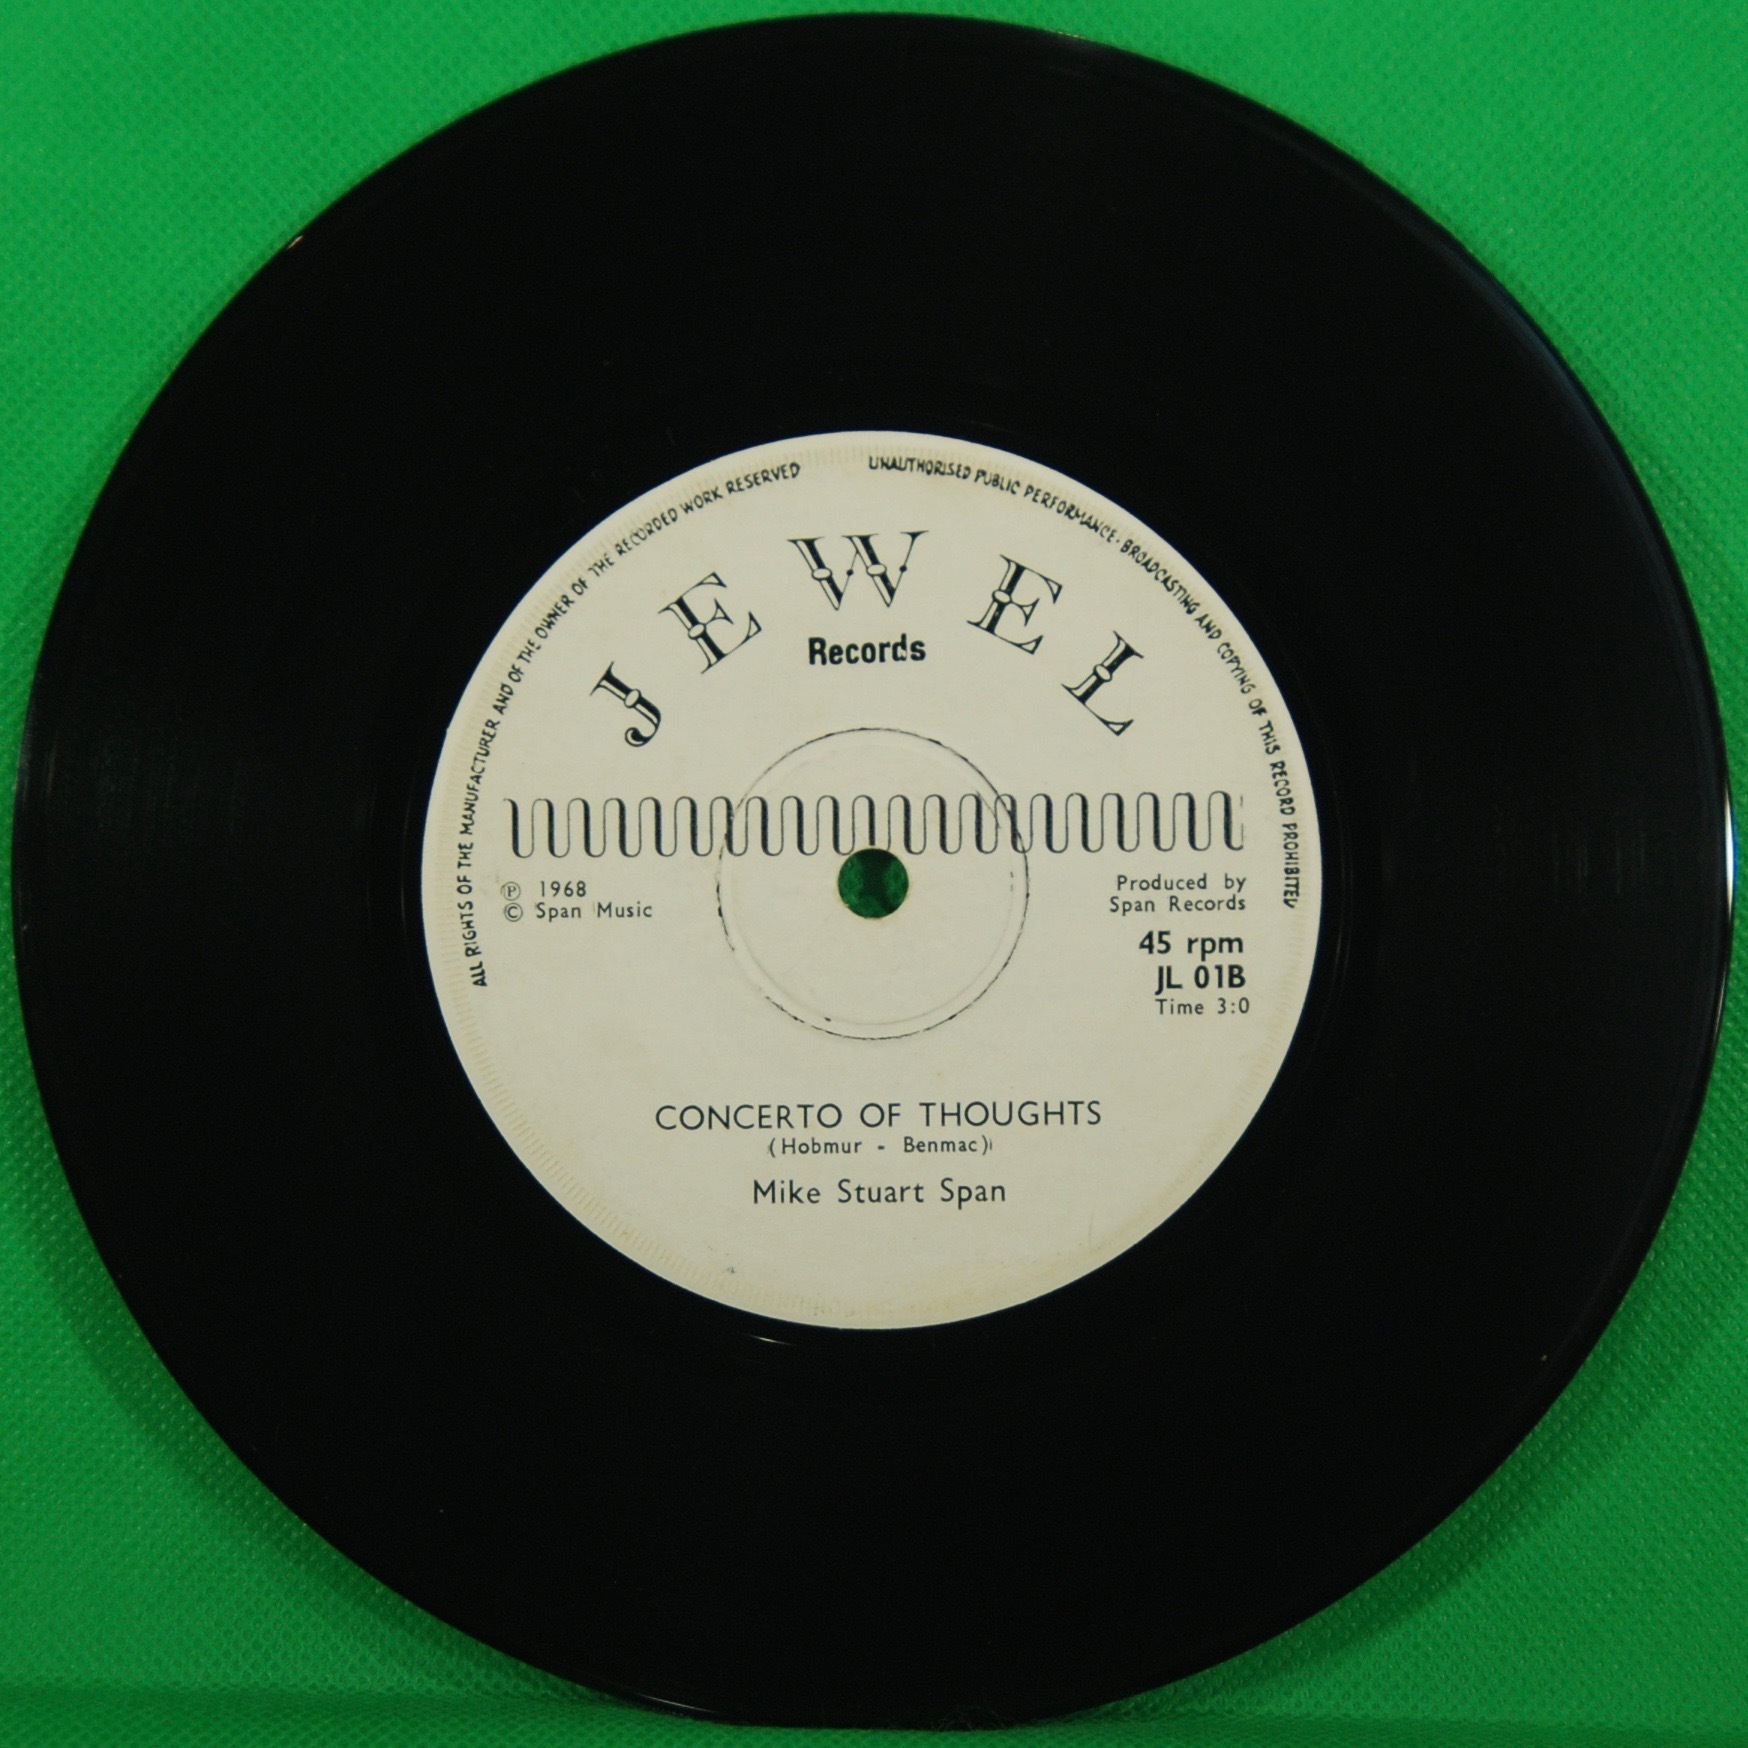 ALL RIGHTS OF THE MANUFACTURER AND OF THE OWNER OF THE RECORDED WORK RESERVED
UNAUTHORISED PUBLIC PERFORMANCE · BROADCASTING AND COPYING OF THIS RECORD PROHIBITED
JEWEL
Records
℗ 1968
© Span Music
Produced by
Span Records
45 rpm
JL 01B
Time 3:0
CONCERTO OF THOUGHTS
(Hobmur - Benmac)
Mike Stuart Span